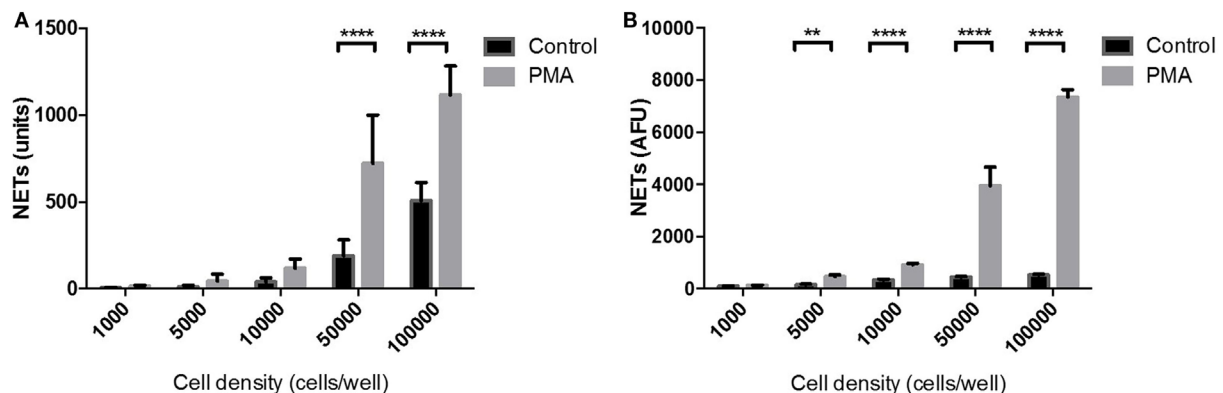 A
NETs (units)
1500
1000
500
0
**** ****
Control
PMA
1000 5000 10000 50000 100000
Cell density (cells/well)
B
NETs (AFU)
10000
8000
6000
4000
2000
0
** **** **** ****
Control
PMA
1000 5000 10000 50000 100000
Cell density (cells/well)